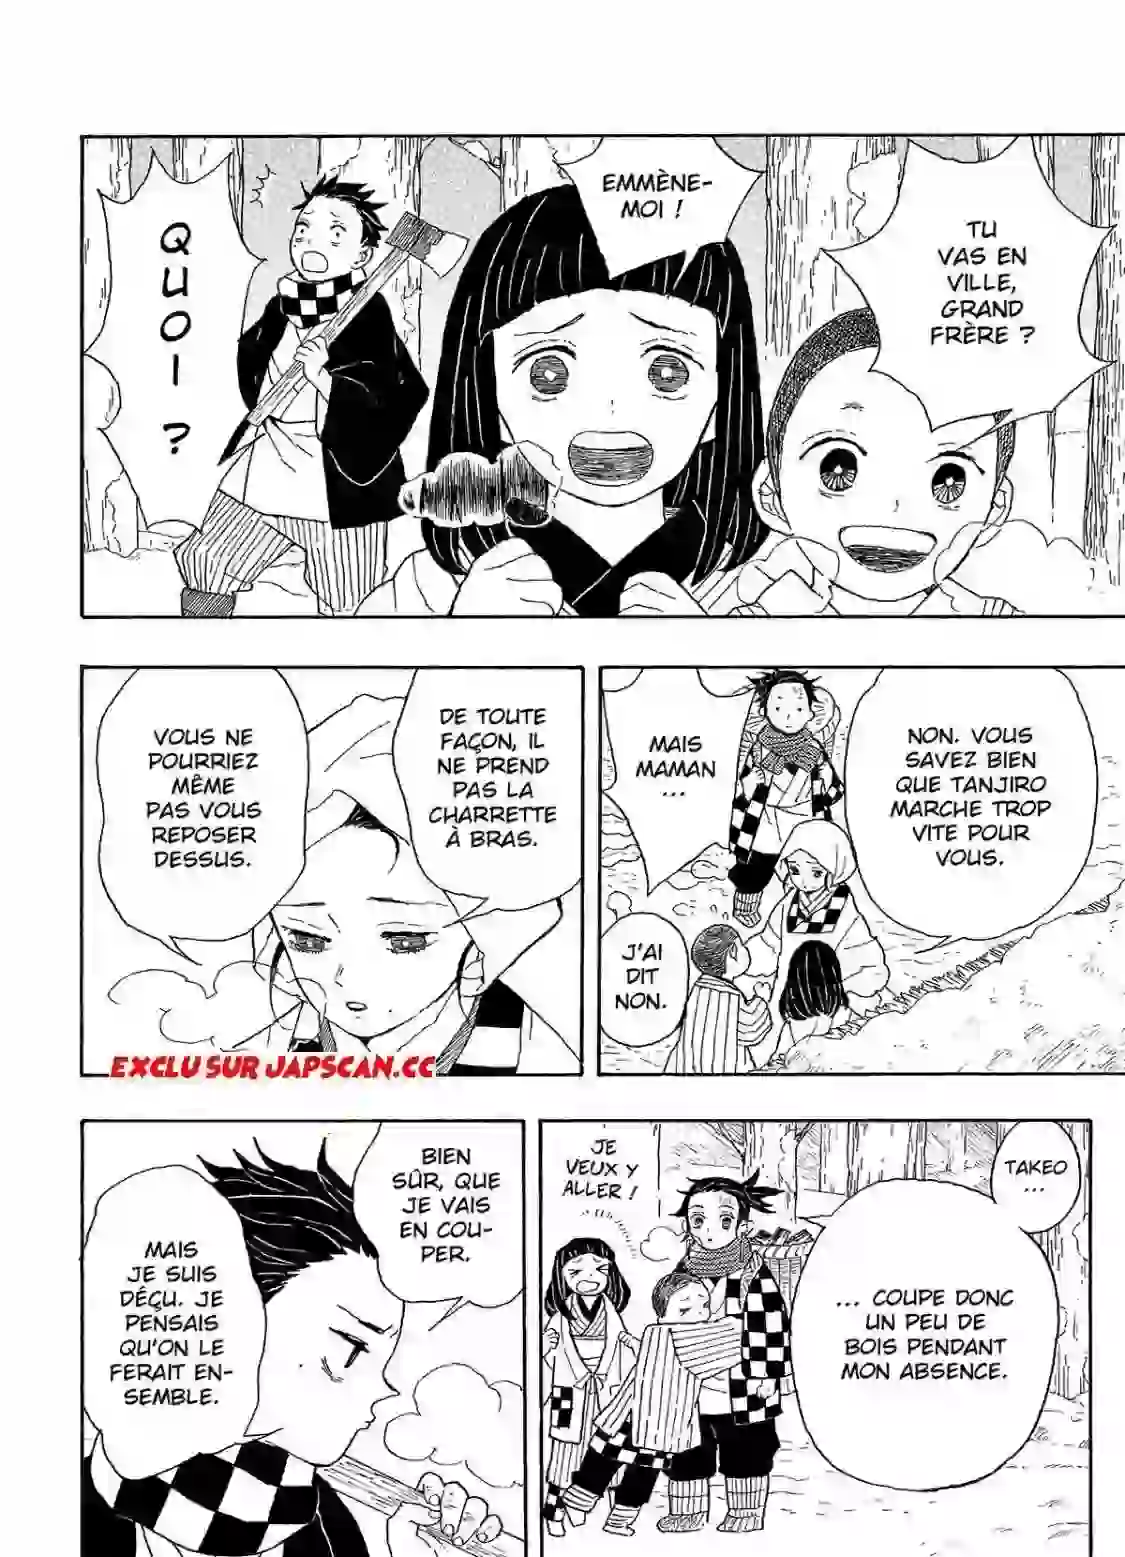 TU
VAS EN
VILLE,
GRAND
FRÈRE ?
EMMÈNE-
MOI !
QUOI ?
NON. VOUS
SAVEZ BIEN
QUE TANJIRO
MARCHE TROP
VITE POUR
VOUS.
MAIS
MAMAN
...
J'AI
DIT
NON.
DE TOUTE
FAÇON, IL
NE PREND
PAS LA
CHARRETTE
À BRAS.
VOUS NE
POURRIEZ
MÊME
PAS VOUS
REPOSER
DESSUS.
EXCLU SUR JAPSCAN.CC
TAKEO
...
... COUPE DONC
UN PEU DE
BOIS PENDANT
MON ABSENCE.
JE
VEUX Y
ALLER !
BIEN
SÛR, QUE
JE VAIS
EN COU-
PER.
MAIS
JE SUIS
DÉÇU. JE
PENSAIS
QU'ON LE
FERAIT EN-
SEMBLE.